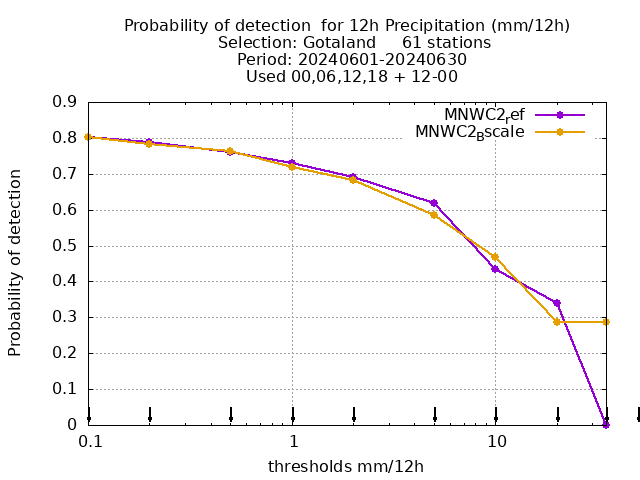 Probability of detection  for 12h Precipitation (mm/12h)
Selection: Gotaland     61 stations
Period: 20240601-20240630
Used 00,06,12,18 + 12-00
MNWC2ref
MNWC2Bscale
0.9
0.8
0.7
0.6
0.5
0.4
0.3
0.2
0.1
0
Probability of detection
0.1
1
10
thresholds mm/12h